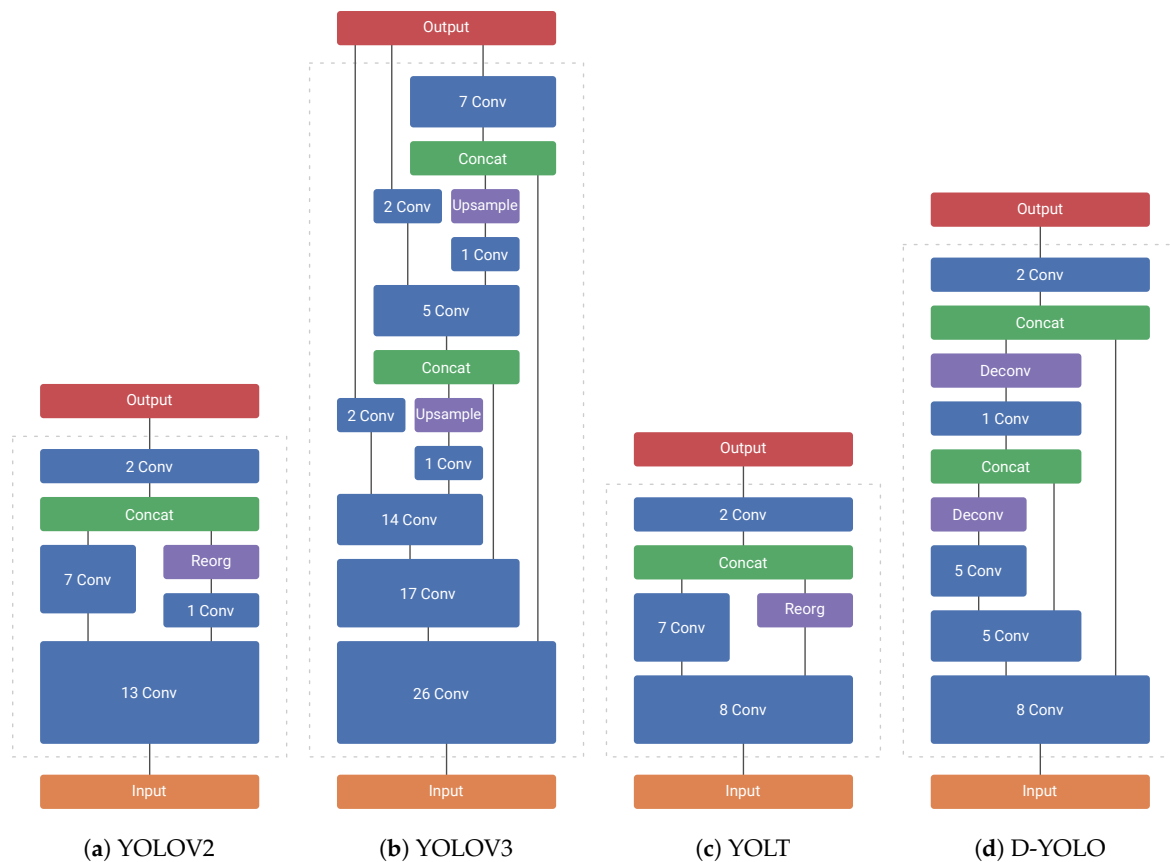 Output
2 Conv
Concat
7 Conv
Reorg
1 Conv
13 Conv
Input
(a) YOLOV2
Output
7 Conv
Concat
2 Conv
Upsample
1 Conv
5 Conv
Concat
2 Conv
Upsample
1 Conv
14 Conv
17 Conv
26 Conv
Input
(b) YOLOV3
Output
2 Conv
Concat
7 Conv
Reorg
8 Conv
Input
(c) YOLT
Output
2 Conv
Concat
Deconv
1 Conv
Concat
Deconv
5 Conv
5 Conv
8 Conv
Input
(d) D-YOLO